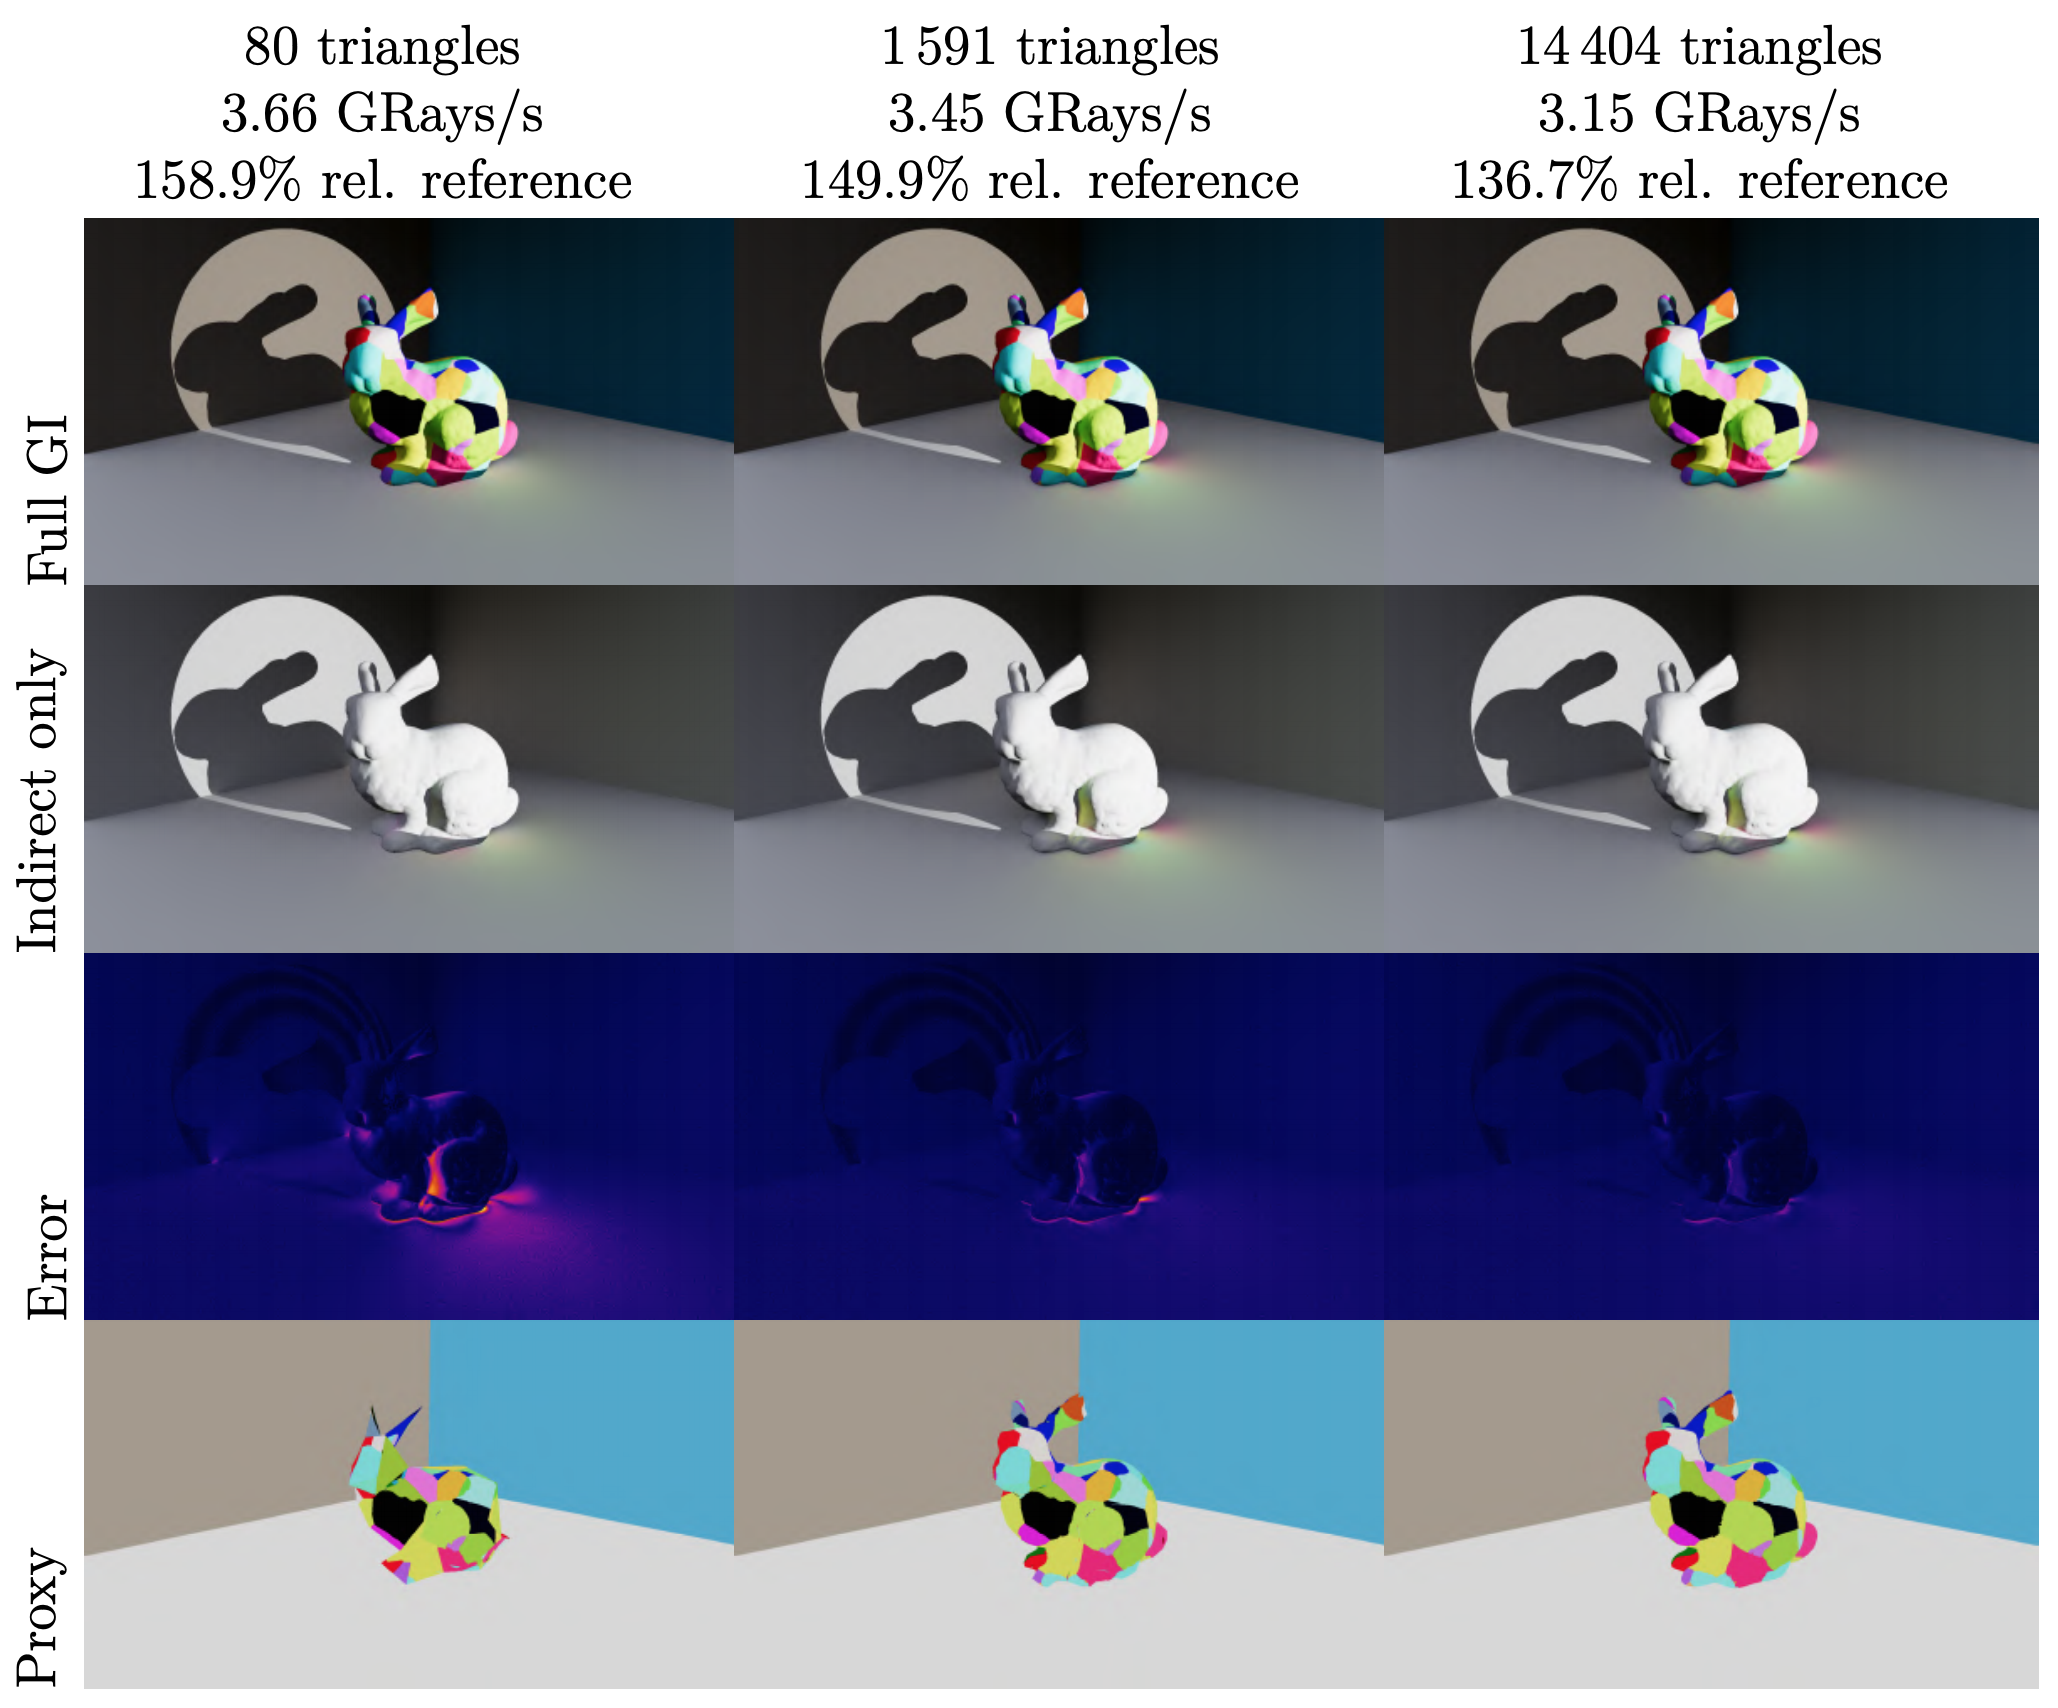 80 triangles
3.66 GRays/s
158.9% rel. reference
1 591 triangles
3.45 GRays/s
149.9% rel. reference
14 404 triangles
3.15 GRays/s
136.7% rel. reference
Full GI
Indirect only
Error
Proxy